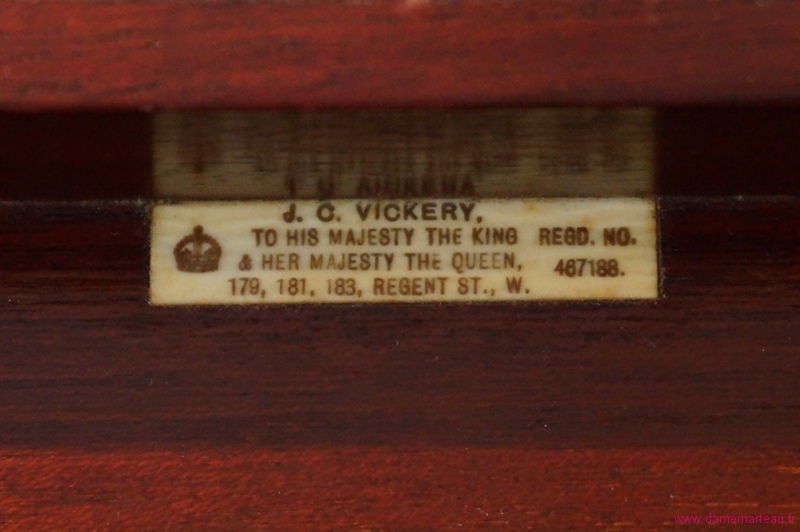 J. C. VICKERY,
TO HIS MAJESTY THE KING
& HER MAJESTY THE QUEEN,
179, 181, 183, REGENT ST., W.
REGD. NO.
467188.
www.damemarteau.fr